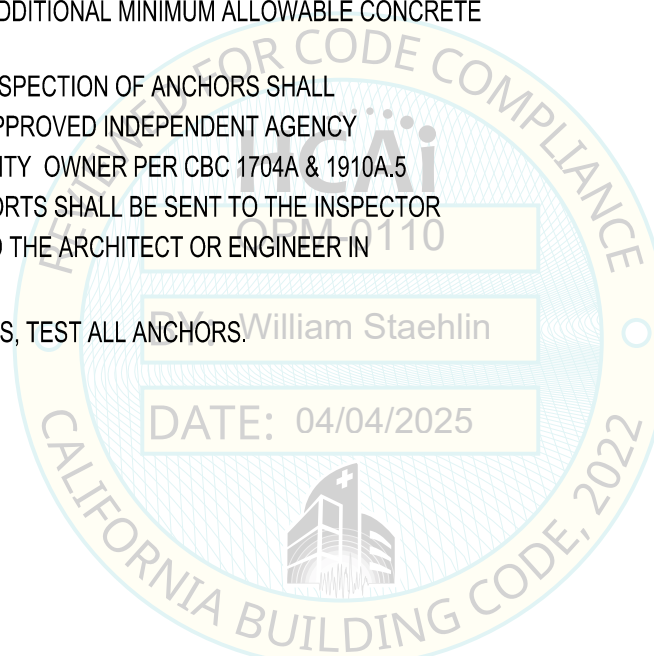 DDITIONAL MINIMUM ALLOWABLE CONCRETE
REVIEWED FOR CODE COMPLIANCE
SPECTION OF ANCHORS SHALL
PPROVED INDEPENDENT AGENCY
HCAi
ITY OWNER PER CBC 1704A & 1910A.5
ORTS SHALL BE SENT TO THE INSPECTOR
OPM-0110
O THE ARCHITECT OR ENGINEER IN
S, TEST ALL ANCHORS.
BY: William Staehlin
DATE: 04/04/2025
CALIFORNIA BUILDING CODE, 2022